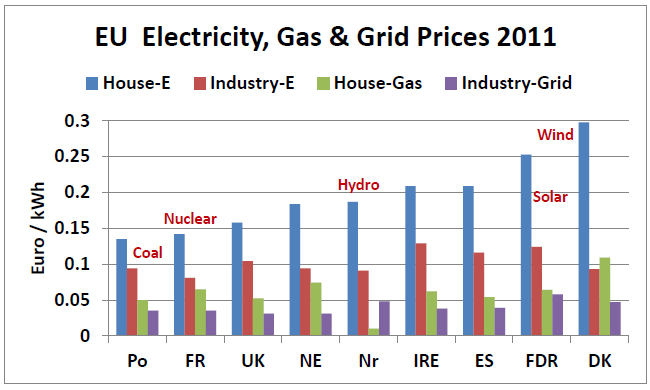 EU Electricity, Gas & Grid Prices 2011
House-E Industry-E House-Gas Industry-Grid
Euro / kWh
0.3
0.25
0.2
0.15
0.1
0.05
0
Wind
Hydro
Solar
Nuclear
Coal
Po FR UK NE Nr IRE ES FDR DK